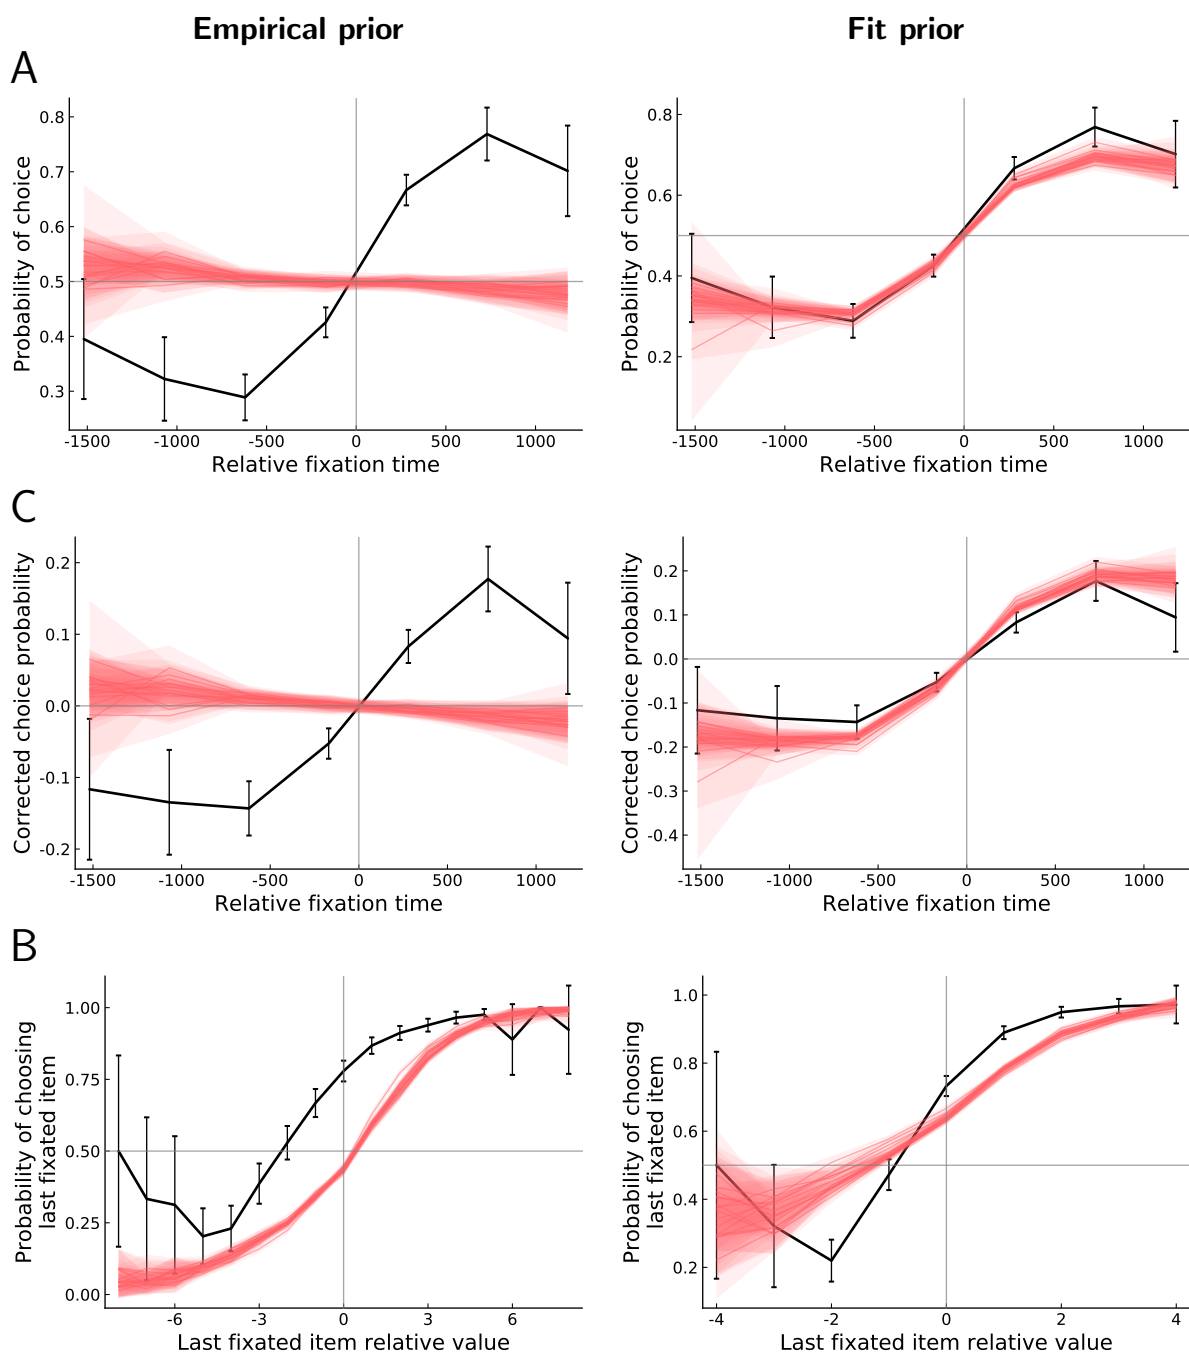 Empirical prior
Fit prior
A
0.8
0.7
0.6
0.5
0.4
0.3
Probability of choice
-1500 -1000 -500 0 500 1000
Relative fixation time
0.8
0.6
0.4
0.2
Probability of choice
-1500 -1000 -500 0 500 1000
Relative fixation time
C
0.2
0.1
0.0
-0.1
-0.2
Corrected choice probability
-1500 -1000 -500 0 500 1000
Relative fixation time
0.2
0.1
0.0
-0.1
-0.2
-0.3
-0.4
Corrected choice probability
-1500 -1000 -500 0 500 1000
Relative fixation time
B
1.00
0.75
0.50
0.25
0.00
Probability of choosing
last fixated item
-6 -3 0 3 6
Last fixated item relative value
1.0
0.8
0.6
0.4
0.2
Probability of choosing
last fixated item
-4 -2 0 2 4
Last fixated item relative value